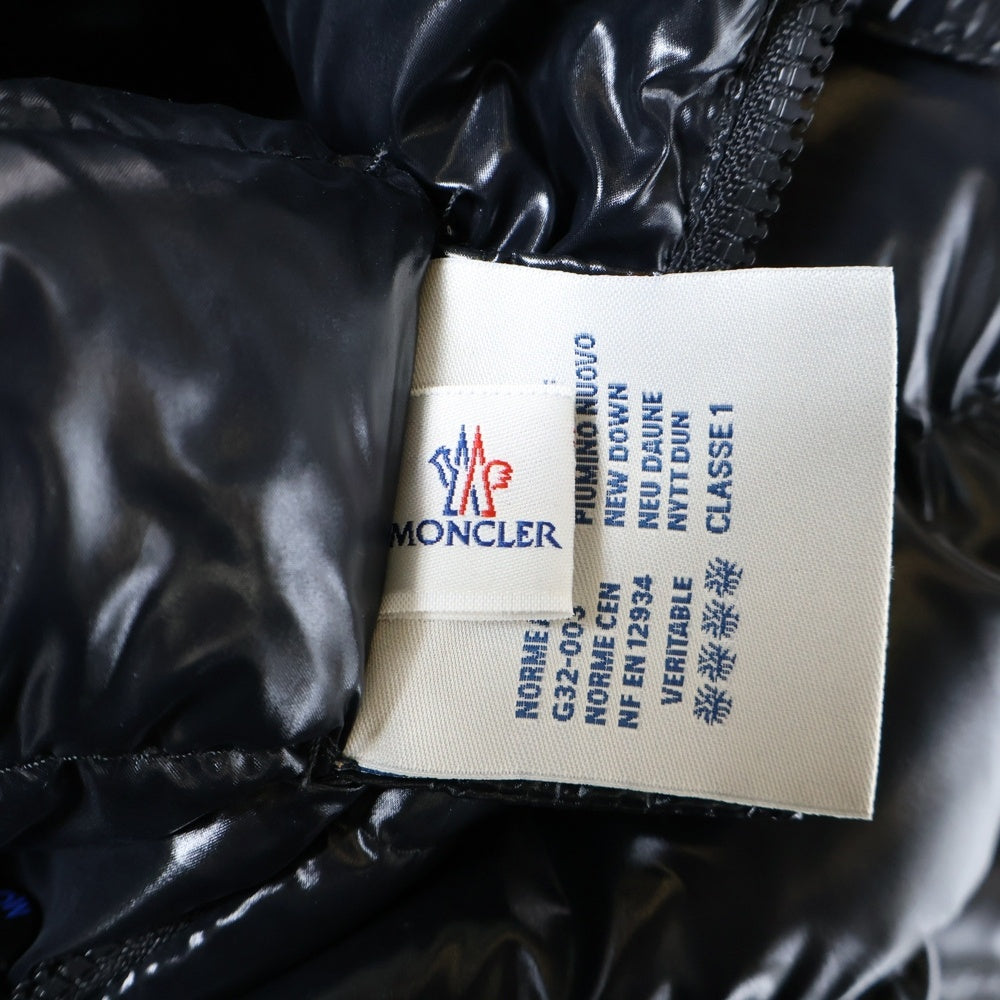 MONCLER
PIUMINO NUOVO
NEW DOWN
NEU DAUNE
NYTT DUN
CLASSE 1
NORME
G32-003
NORME CEN
NF EN 12934
VERITABLE